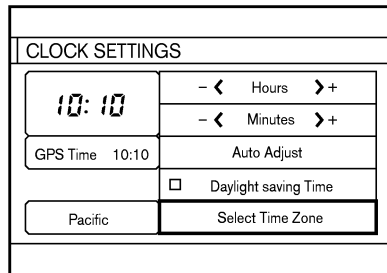 CLOCK SETTINGS
10:10
- < Hours > +
- < Minutes > +
GPS Time 10:10
Auto Adjust
Daylight saving Time
Pacific
Select Time Zone